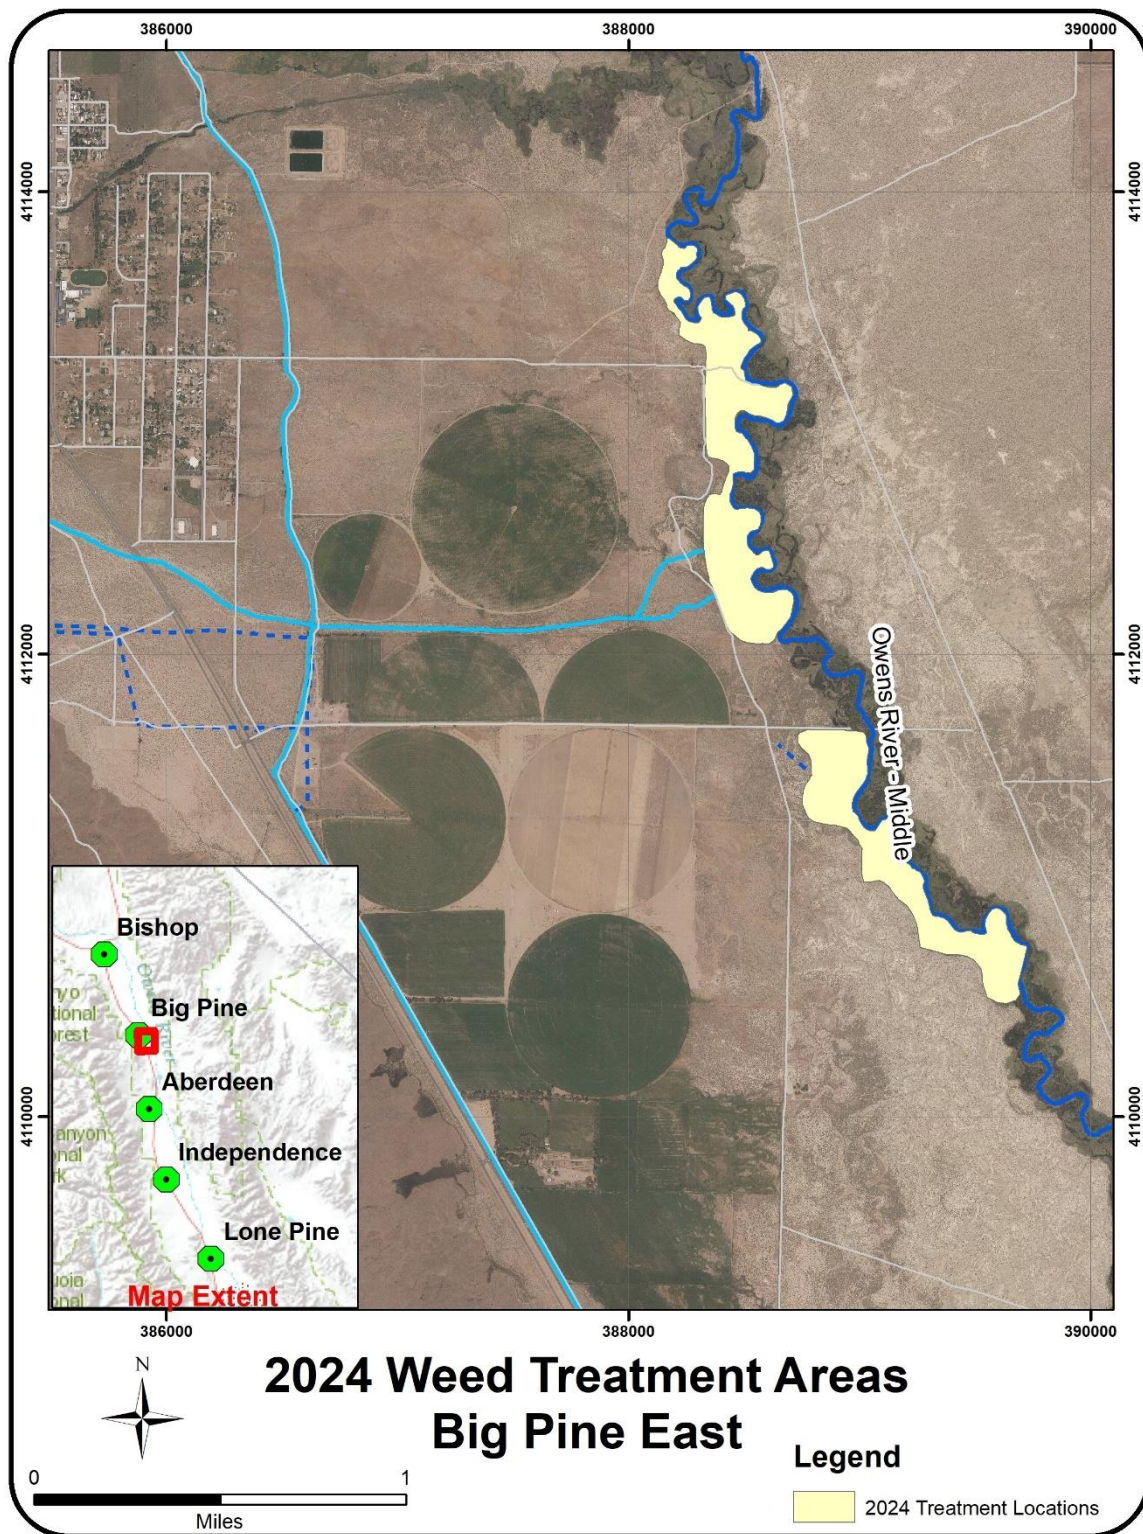 386000
388000
390000
4114000
4114000
4112000
4112000
4110000
4110000
Owens River - Middle
Bishop
Big Pine
Aberdeen
Independence
Lone Pine
Map Extent
386000
388000
390000
N
2024 Weed Treatment Areas
Big Pine East
Legend
2024 Treatment Locations
0
1
Miles